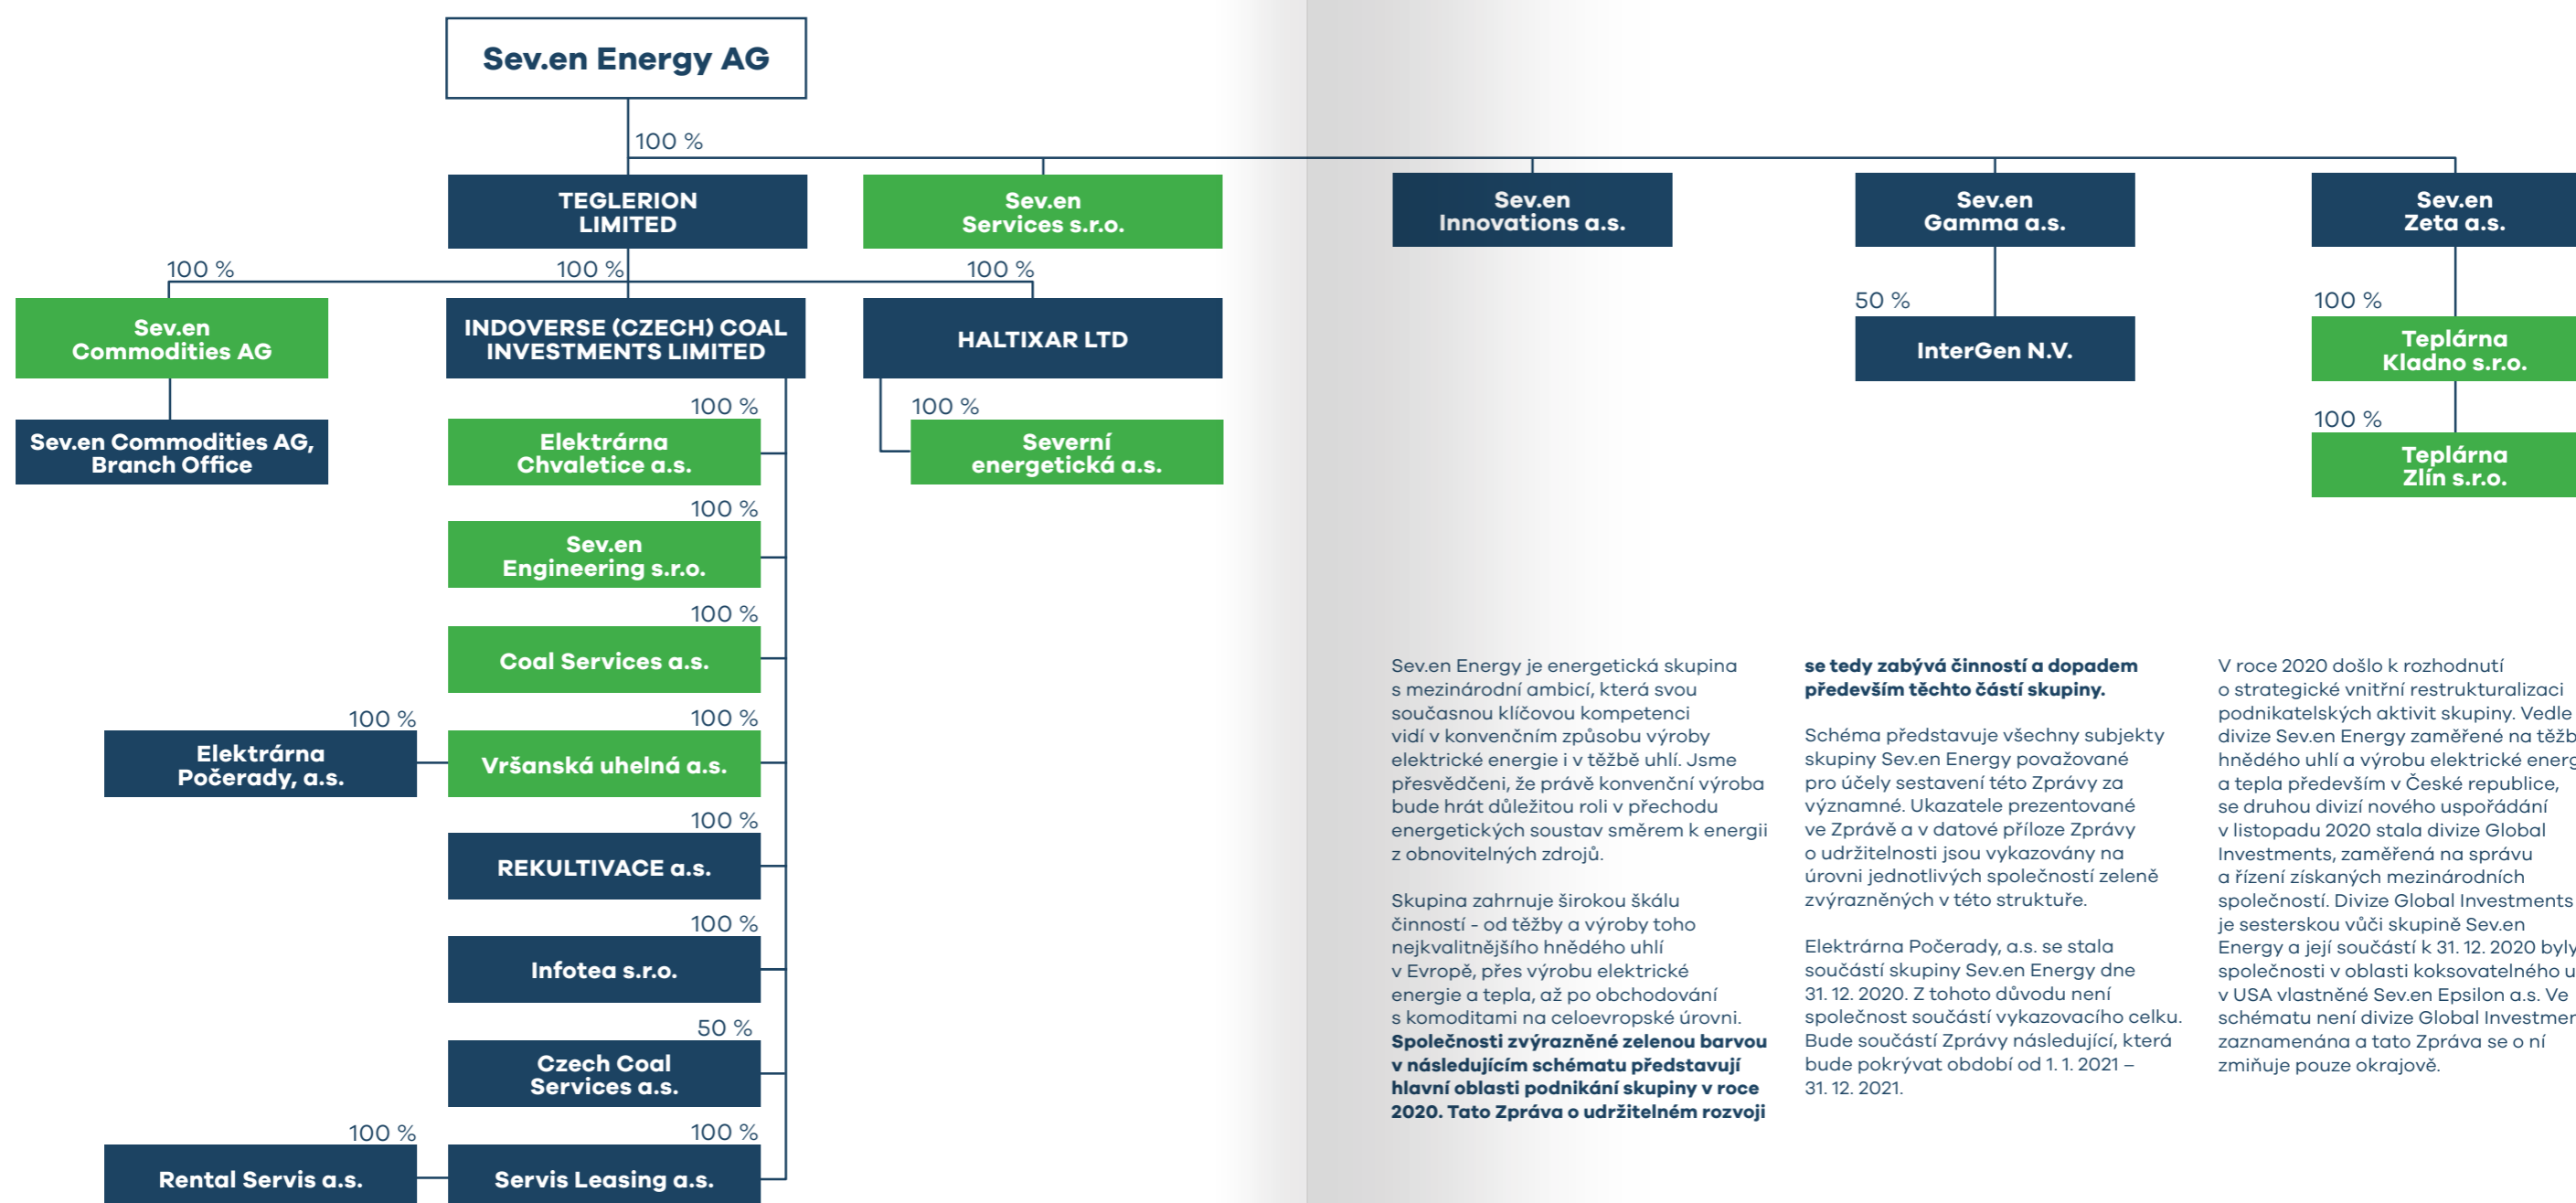 Sev.en Energy AG
100 %
TEGLERION
LIMITED
Sev.en
Services s.r.o.
Sev.en
Innovations a.s.
Sev.en
Gamma a.s.
Sev.en
Zeta a.s.
100 %
100 %
100 %
50 %
100 %
Sev.en
Commodities AG
INDOVERSE (CZECH) COAL
INVESTMENTS LIMITED
HALTIXAR LTD
InterGen N.V.
Teplárna
Kladno s.r.o.
100 %
100 %
100 %
Sev.en Commodities AG,
Branch Office
Elektrárna
Chvaletice a.s.
Severní
energetická a.s.
Teplárna
Zlín s.r.o.
100 %
Sev.en
Engineering s.r.o.
100 %
Coal Services a.s.
100 %
100 %
Elektrárna
Počerady, a.s.
Vršanská uhelná a.s.
100 %
REKULTIVACE a.s.
100 %
Infotea s.r.o.
50 %
Czech Coal
Services a.s.
100 %
100 %
Rental Servis a.s.
Servis Leasing a.s.
Sev.en Energy je energetická skupina
s mezinárodní ambicí, která svou
současnou klíčovou kompetenci
vidí v konvenčním způsobu výroby
elektrické energie i v těžbě uhlí. Jsme
přesvědčeni, že právě konvenční výroba
bude hrát důležitou roli v přechodu
energetických soustav směrem k energii
z obnovitelných zdrojů.
Skupina zahrnuje širokou škálu
činností - od těžby a výroby toho
nejkvalitnějšího hnědého uhlí
v Evropě, přes výrobu elektrické
energie a tepla, až po obchodování
s komoditami na celoevropské úrovni.
Společnosti zvýrazněné zelenou barvou
v následujícím schématu představují
hlavní oblasti podnikání skupiny v roce
2020. Tato Zpráva o udržitelném rozvoji
se tedy zabývá činností a dopadem
především těchto částí skupiny.
Schéma představuje všechny subjekty
skupiny Sev.en Energy považované
pro účely sestavení této Zprávy za
významné. Ukazatele prezentované
ve Zprávě a v datové příloze Zprávy
o udržitelnosti jsou vykazovány na
úrovni jednotlivých společností zeleně
zvýrazněných v této struktuře.
Elektrárna Počerady, a.s. se stala
součástí skupiny Sev.en Energy dne
31. 12. 2020. Z tohoto důvodu není
společnost součástí vykazovacího celku.
Bude součástí Zprávy následující, která
bude pokrývat období od 1. 1. 2021 –
31. 12. 2021.
V roce 2020 došlo k rozhodnutí
o strategické vnitřní restrukturalizaci
podnikatelských aktivit skupiny. Vedle
divize Sev.en Energy zaměřené na těžb
hnědého uhlí a výrobu elektrické energ
a tepla především v České republice,
se druhou divizí nového uspořádání
v listopadu 2020 stala divize Global
Investments, zaměřená na správu
a řízení získaných mezinárodních
společností. Divize Global Investments
je sesterskou vůči skupině Sev.en
Energy a její součástí k 31. 12. 2020 byly
společnosti v oblasti koksovatelného u
v USA vlastněné Sev.en Epsilon a.s. Ve
schématu není divize Global Investmen
zaznamenána a tato Zpráva se o ní
zmiňuje pouze okrajově.